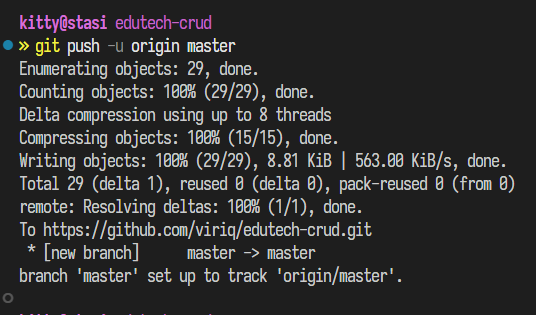 kitty@stasi edutech-crud
» git push -u origin master
Enumerating objects: 29, done.
Counting objects: 100% (29/29), done.
Delta compression using up to 8 threads
Compressing objects: 100% (15/15), done.
Writing objects: 100% (29/29), 8.81 KiB | 563.00 KiB/s, done.
Total 29 (delta 1), reused 0 (delta 0), pack-reused 0 (from 0)
remote: Resolving deltas: 100% (1/1), done.
To https://github.com/viriq/edutech-crud.git
 * [new branch]      master -> master
branch 'master' set up to track 'origin/master'.